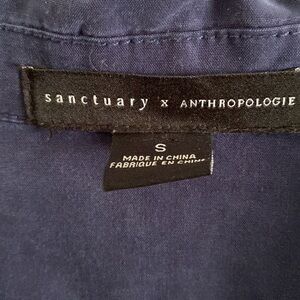 sanctuary x ANTHROPOLOGIE
S
MADE IN CHINA
FABRIQUE EN CHINE